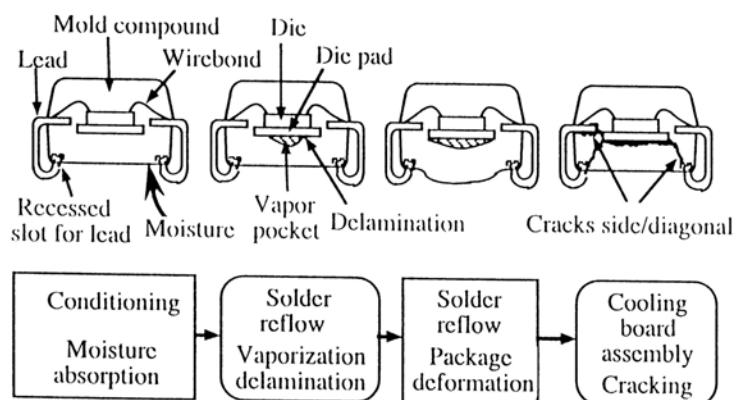 Mold compound
Die
Lead
Wirebond
Die pad
Recessed
slot for lead
Moisture
Vapor
pocket
Delamination
Cracks side/diagonal
Conditioning
Moisture
absorption
Solder
reflow
Vaporization
delamination
Solder
reflow
Package
deformation
Cooling
board
assembly
Cracking